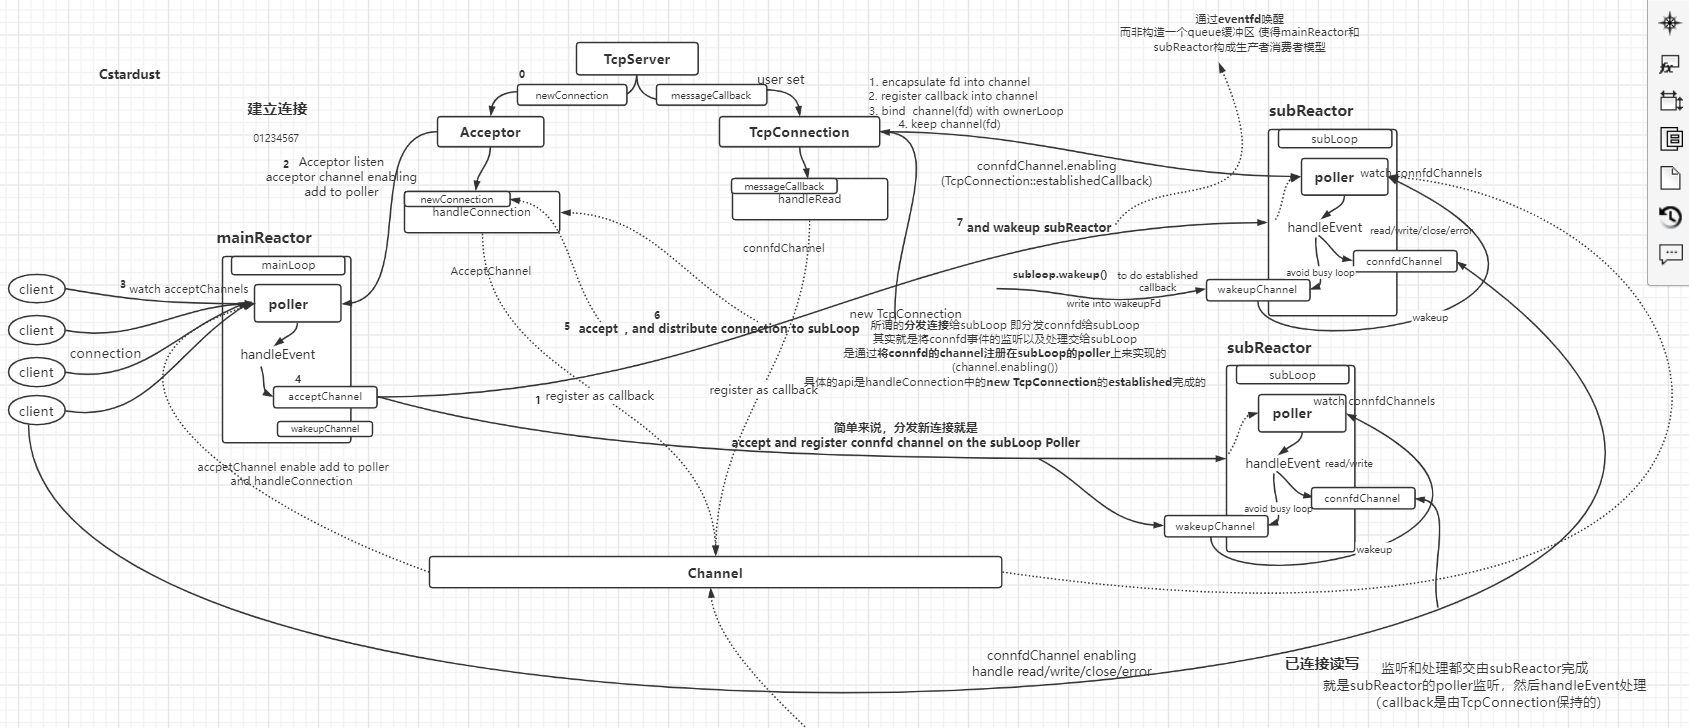 通过eventfd唤醒
而非构造一个queue缓冲区 使得mainReactor和
subReactor构成生产者消费者模型
TcpServer
Cstardust
0
newConnection
messageCallback
user set
建立连接
01234567
1. encapsulate fd into channel
2. register callback into channel
3. bind channel(fd) with ownerLoop
4. keep channel(fd)
Acceptor
TcpConnection
2 Acceptor listen
acceptor channel enabling
add to poller
newConnection
handleConnection
messageCallback
handleRead
connfdChannel.enabling
(TcpConnection::establishedCallback)
subReactor
subLoop
poller
watch connfdChannels
handleEvent
read/write/close/error
connfdChannel
avoid busy loop
wakeupChannel
wakeup
7 and wakeup subReactor
mainReactor
mainLoop
client
client
client
client
3 watch acceptChannels
connection
poller
handleEvent
4
acceptChannel
wakeupChannel
connfdChannel
AcceptChannel
subloop.wakeup() to do established
callback
write into wakeupFd
new TcpConnection
6
5 accept , and distribute connection to subLoop
所谓的分发连接给subLoop 即分发connfd给subLoop
其实就是将connfd事件的监听以及处理交给subLoop
是通过将connfd的channel注册在subLoop的poller上来实现的
(channel.enabling())
具体的api是handleConnection中的new TcpConnection的established完成的
1 register as callback
register as callback
简单来说，分发新连接就是
accept and register connfd channel on the subLoop Poller
subReactor
subLoop
watch connfdChannels
poller
handleEvent
read/write
connfdChannel
avoid busy loop
wakeupChannel
wakeup
accpetChannel enable add to poller
and handleConnection
Channel
connfdChannel enabling
handle read/write/close/error
已连接读写
监听和处理都交由subReactor完成
就是subReactor的poller监听，然后handleEvent处理
（callback是由TcpConnection保持的)